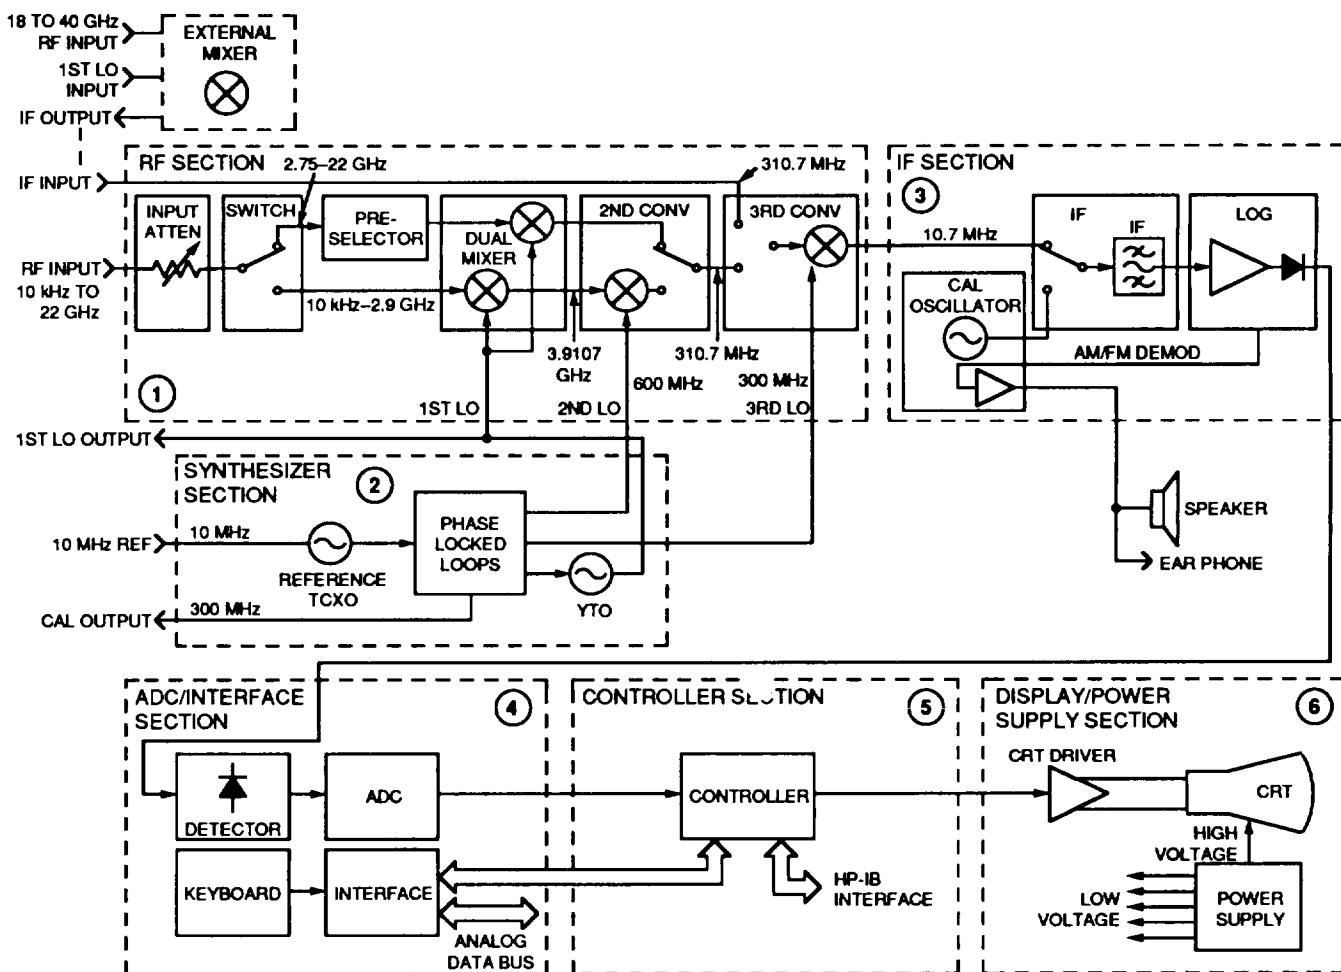 18 TO 40 GHz
RF INPUT
1ST LO
INPUT
IF OUTPUT
EXTERNAL
MIXER
RF SECTION
2.75–22 GHz
310.7 MHz
IF INPUT
INPUT
ATTEN
SWITCH
PRE-
SELECTOR
DUAL
MIXER
2ND CONV
3RD CONV
RF INPUT
10 kHz TO
22 GHz
10 kHz–2.9 GHz
3.9107
GHz
310.7 MHz
600 MHz
300 MHz
1
1ST LO
2ND LO
3RD LO
IF SECTION
3
IF
IF
LOG
10.7 MHz
CAL
OSCILLATOR
AM/FM DEMOD
SPEAKER
EAR PHONE
1ST LO OUTPUT
SYNTHESIZER
SECTION
2
10 MHz REF
10 MHz
REFERENCE
TCXO
PHASE
LOCKED
LOOPS
YTO
CAL OUTPUT
300 MHz
ADC/INTERFACE
SECTION
4
DETECTOR
ADC
KEYBOARD
INTERFACE
ANALOG
DATA BUS
CONTROLLER SECTION
5
CONTROLLER
HP-IB
INTERFACE
DISPLAY/POWER
SUPPLY SECTION
6
CRT DRIVER
CRT
HIGH
VOLTAGE
LOW
VOLTAGE
POWER
SUPPLY